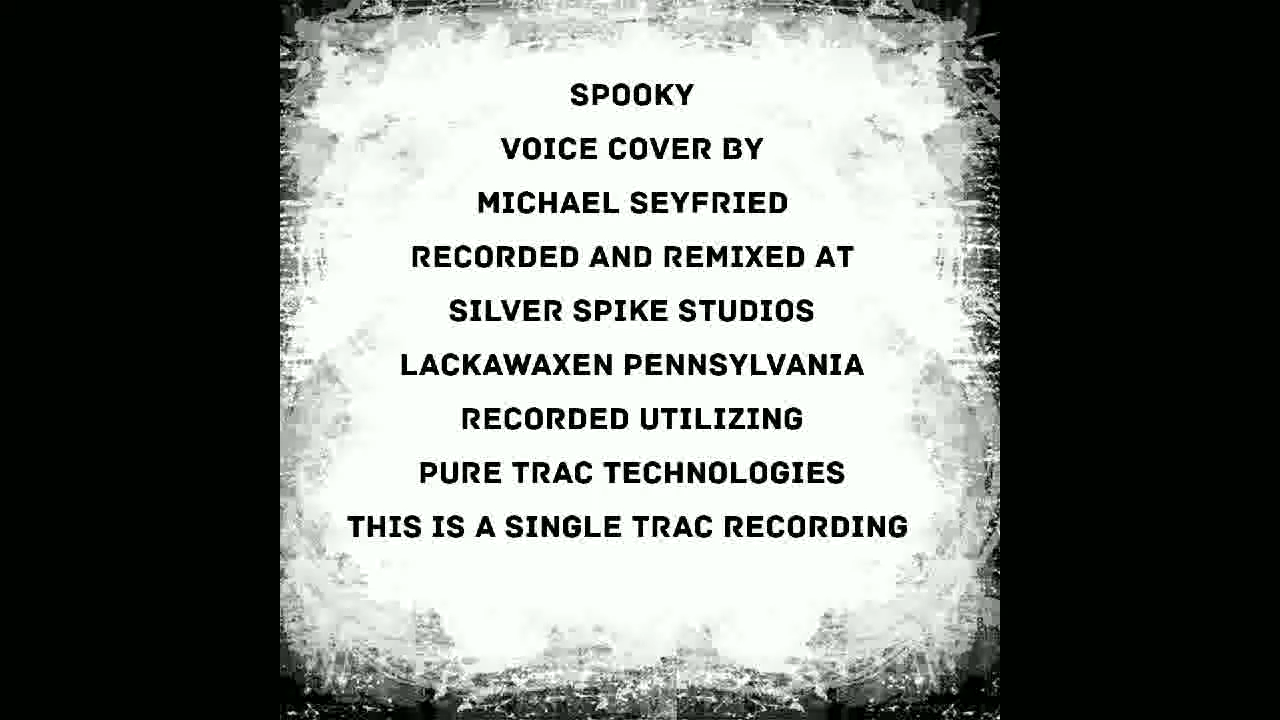 SPOOKY
VOICE COVER BY
MICHAEL SEYFRIED
RECORDED AND REMIXED AT
SILVER SPIKE STUDIOS
LACKAWAXEN PENNSYLVANIA
RECORDED UTILIZING
PURE TRAC TECHNOLOGIES
THIS IS A SINGLE TRAC RECORDING